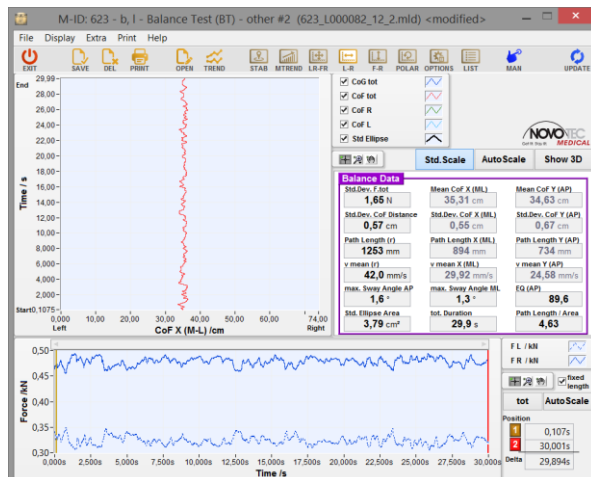 M-ID: 623 - b, l - Balance Test (BT) - other #2 (623_L000082_12_2.mld) <modified>
File Display Extra Print Help
EXIT SAVE DEL PRINT OPEN TREND STAB MTREND LR-FR L-R F-R POLAR OPTIONS LIST MAN UPDATE
29,99
End
28,00
26,00
24,00
22,00
20,00
18,00
16,00
14,00
12,00
10,00
8,000
6,000
4,000
2,000
Start 0,1075
Time / s
0,00 10,00 20,00 30,00 40,00 50,00 60,00 74,00
Left CoF X (M-L) /cm Right
CoG tot
CoF tot
CoF R
CoF L
Std Ellipse
NOVOTEC
MEDICAL
Std.Scale AutoScale Show 3D
Balance Data
Std.Dev. F.tot Mean CoF X (ML) Mean CoF Y (AP)
1,65 N 35,31 cm 34,63 cm
Std.Dev. CoF Distance Std.Dev. CoF X (ML) Std.Dev. CoF Y (AP)
0,57 cm 0,55 cm 0,67 cm
Path Length (r) Path Length X (ML) Path Length Y (AP)
1253 mm 894 mm 734 mm
v mean (r) v mean X (ML) v mean Y (AP)
42,0 mm/s 29,92 mm/s 24,58 mm/s
max. Sway Angle AP max. Sway Angle ML EQ (AP)
1,6 ° 1,3 ° 89,6
Std. Ellipse Area tot. Duration Path Length / Area
3,79 cm² 29,9 s 4,63
0,50
0,45
0,40
0,35
0,30
Force /kN
0,000s 2,500s 5,000s 7,500s 10,000s 12,500s 15,000s 17,500s 20,000s 22,500s 25,000s 27,500s 30,000s
Time /s
F L / kN
F R / kN
fixed length
tot AutoScale
Position
1 0,107s
2 30,001s
Delta 29,894s